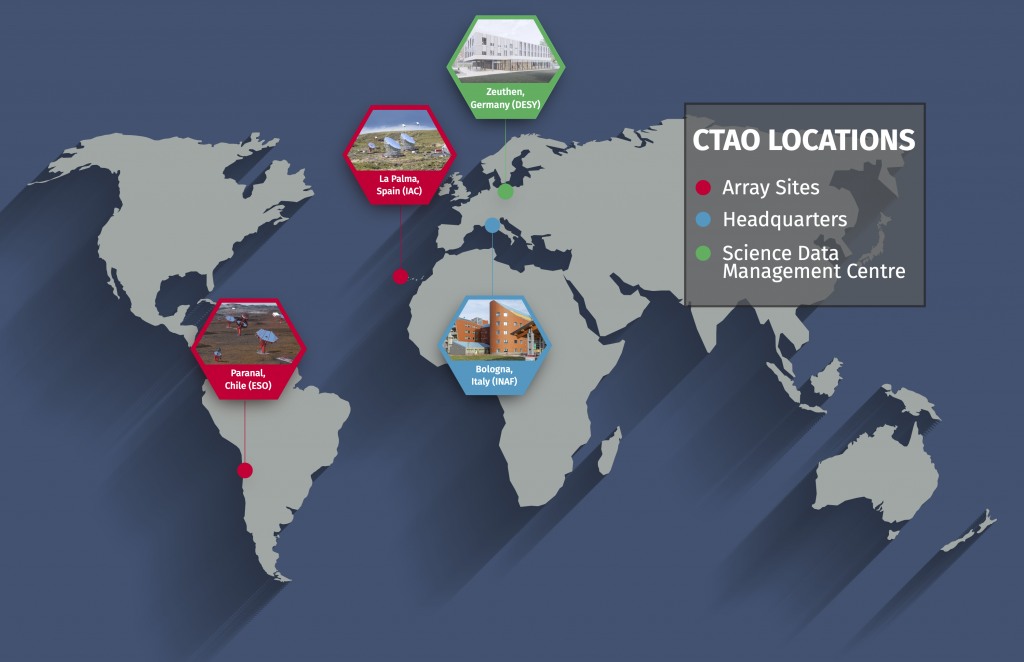 Zeuthen,
Germany (DESY)
La Palma,
Spain (IAC)
CTAO LOCATIONS
Array Sites
Headquarters
Science Data
Management Centre
Paranal,
Chile (ESO)
Bologna,
Italy (INAF)